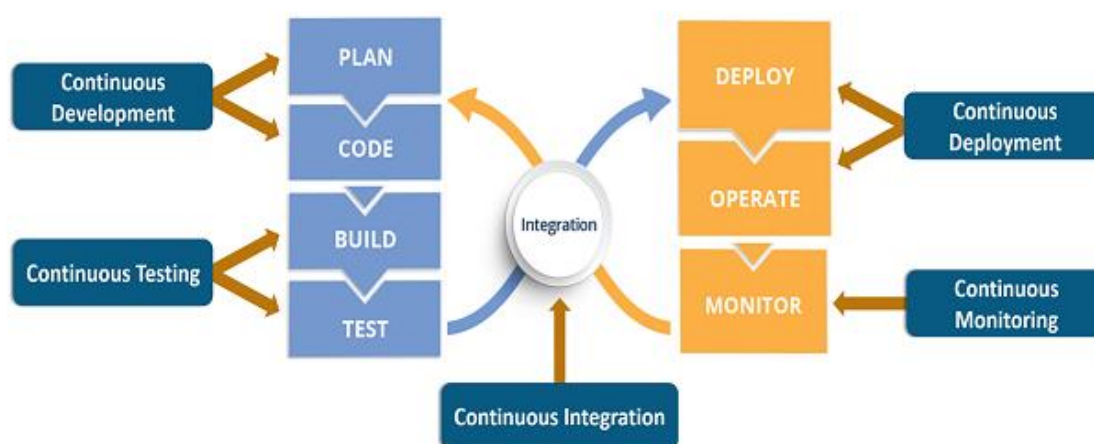 PLAN
DEPLOY
Continuous
Development
Continuous
Deployment
CODE
OPERATE
Integration
BUILD
Continuous Testing
MONITOR
Continuous
Monitoring
TEST
Continuous Integration